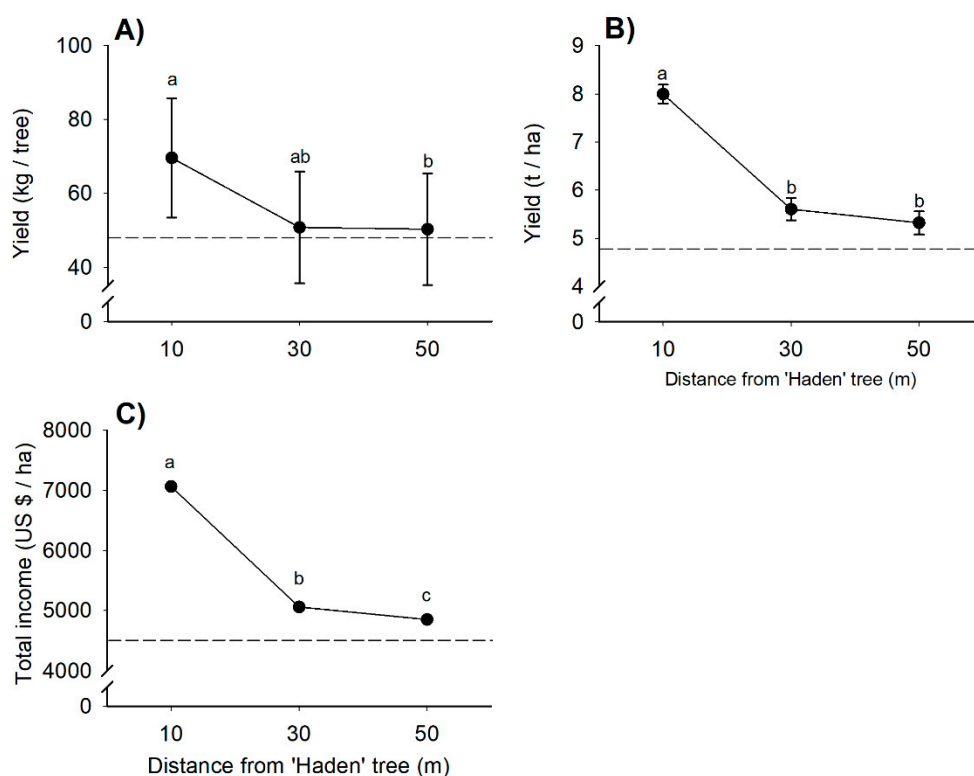 A)
Yield (kg / tree)
100
80
60
40
0
a
ab
b
10 30 50
B)
Yield (t / ha)
9
8
7
6
5
4
0
a
b
b
10 30 50
Distance from 'Haden' tree (m)
C)
Total income (US $ / ha)
8000
7000
6000
5000
4000
0
a
b
c
10 30 50
Distance from 'Haden' tree (m)